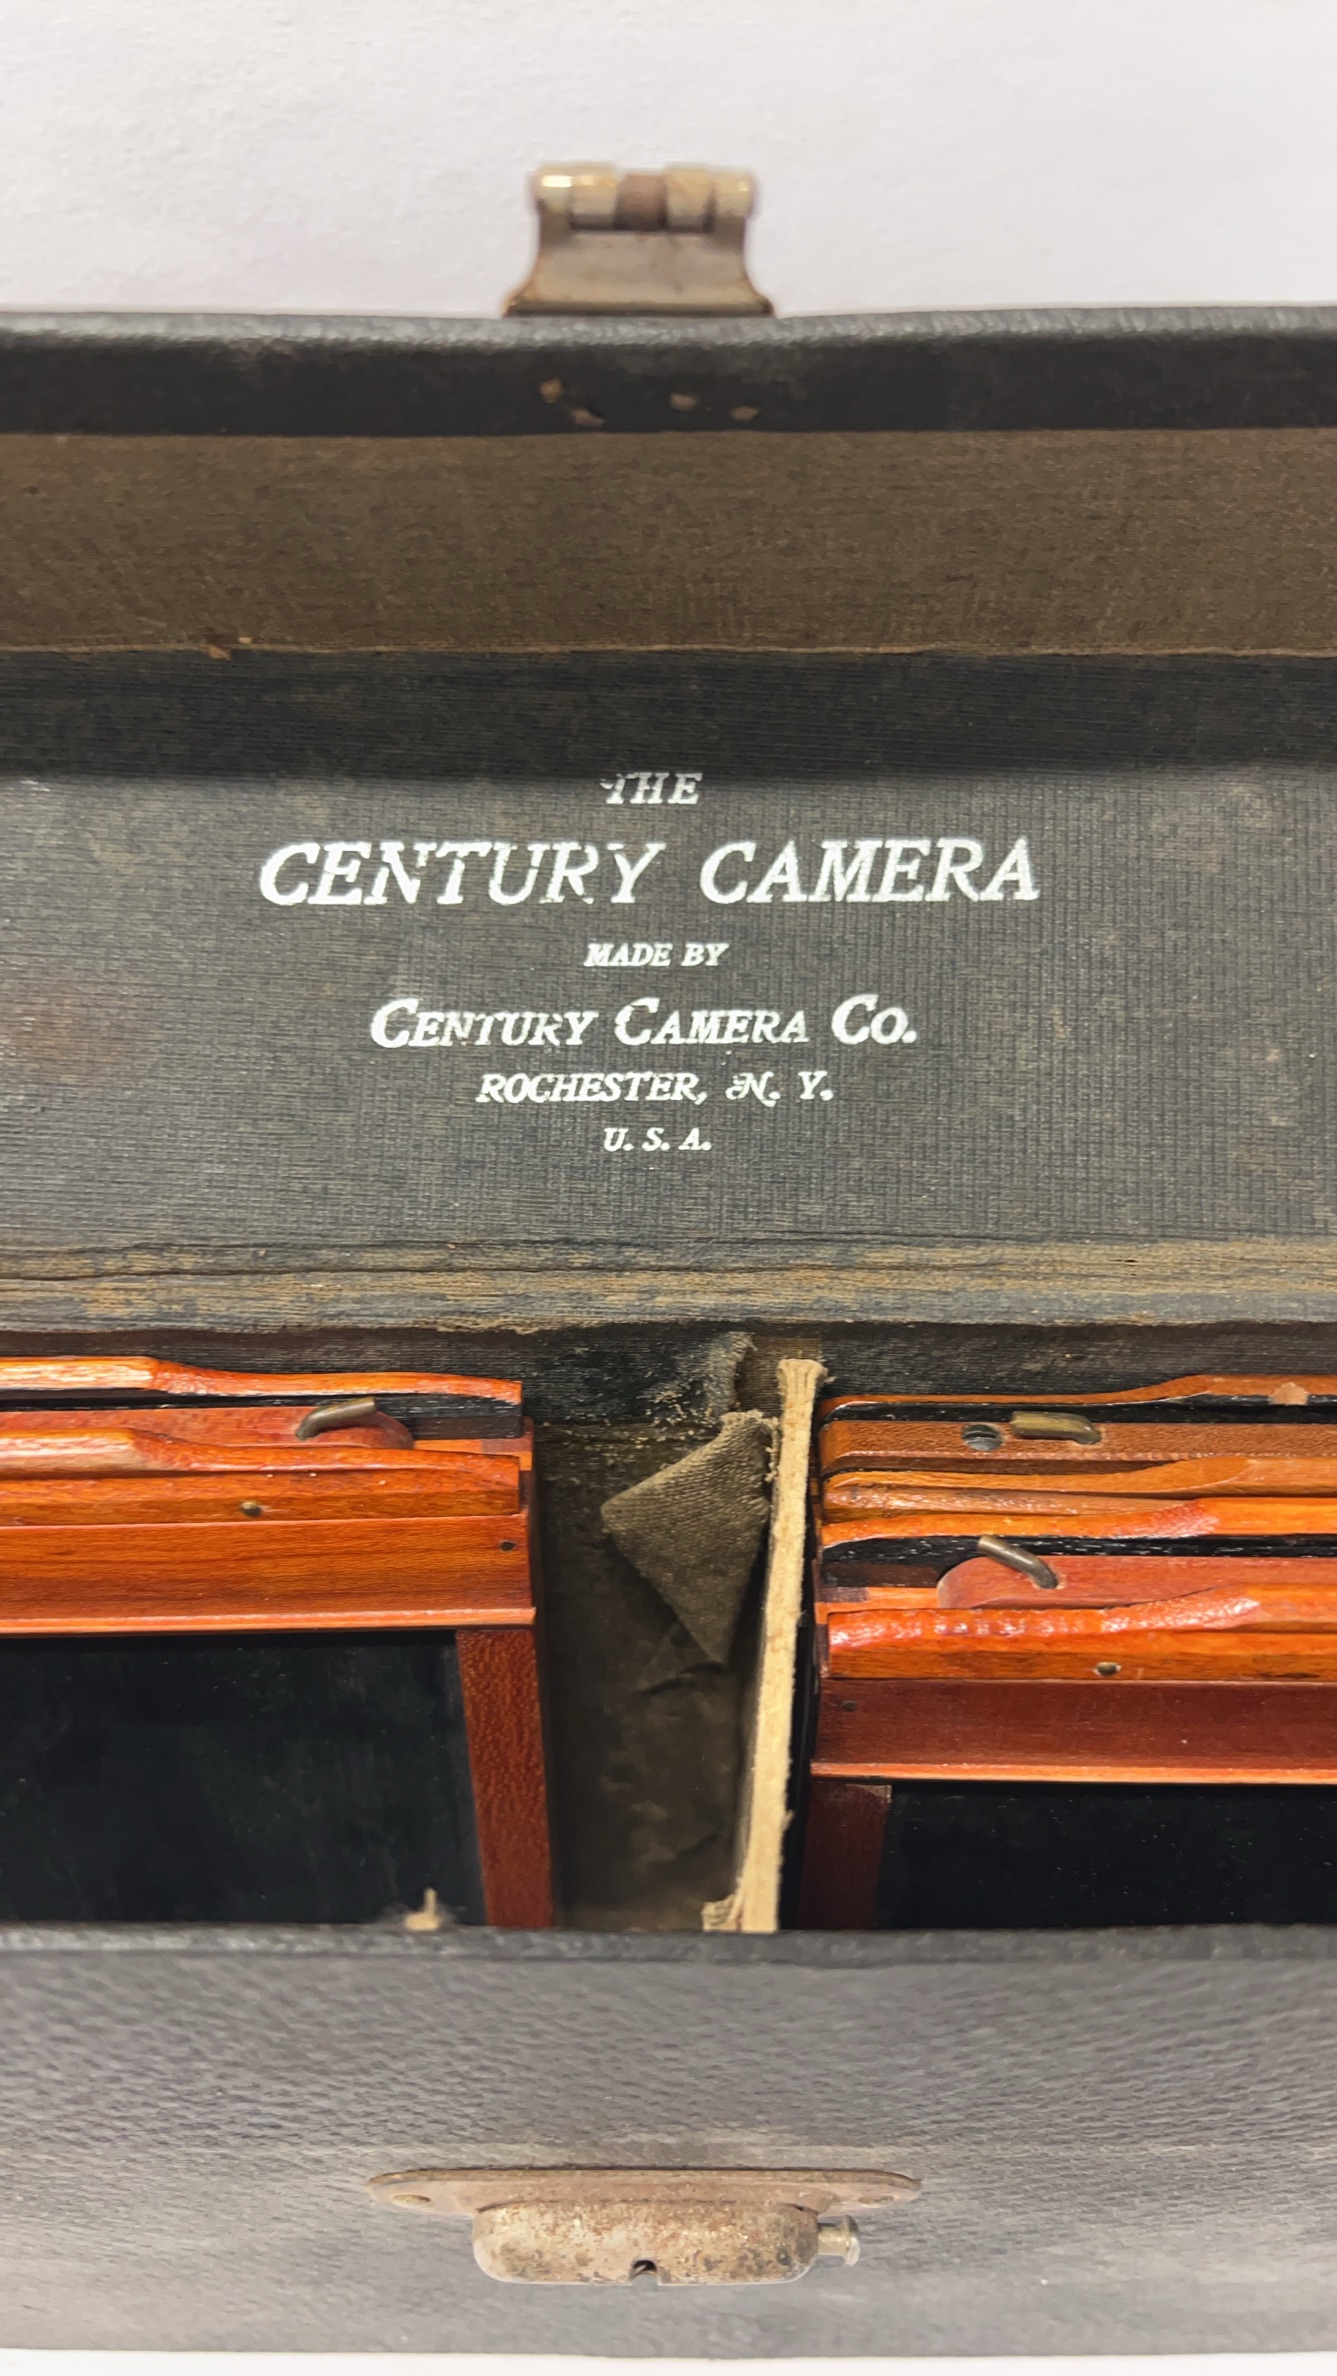 THE
CENTURY CAMERA
MADE BY
CENTURY CAMERA CO.
ROCHESTER, N. Y.
U. S. A.